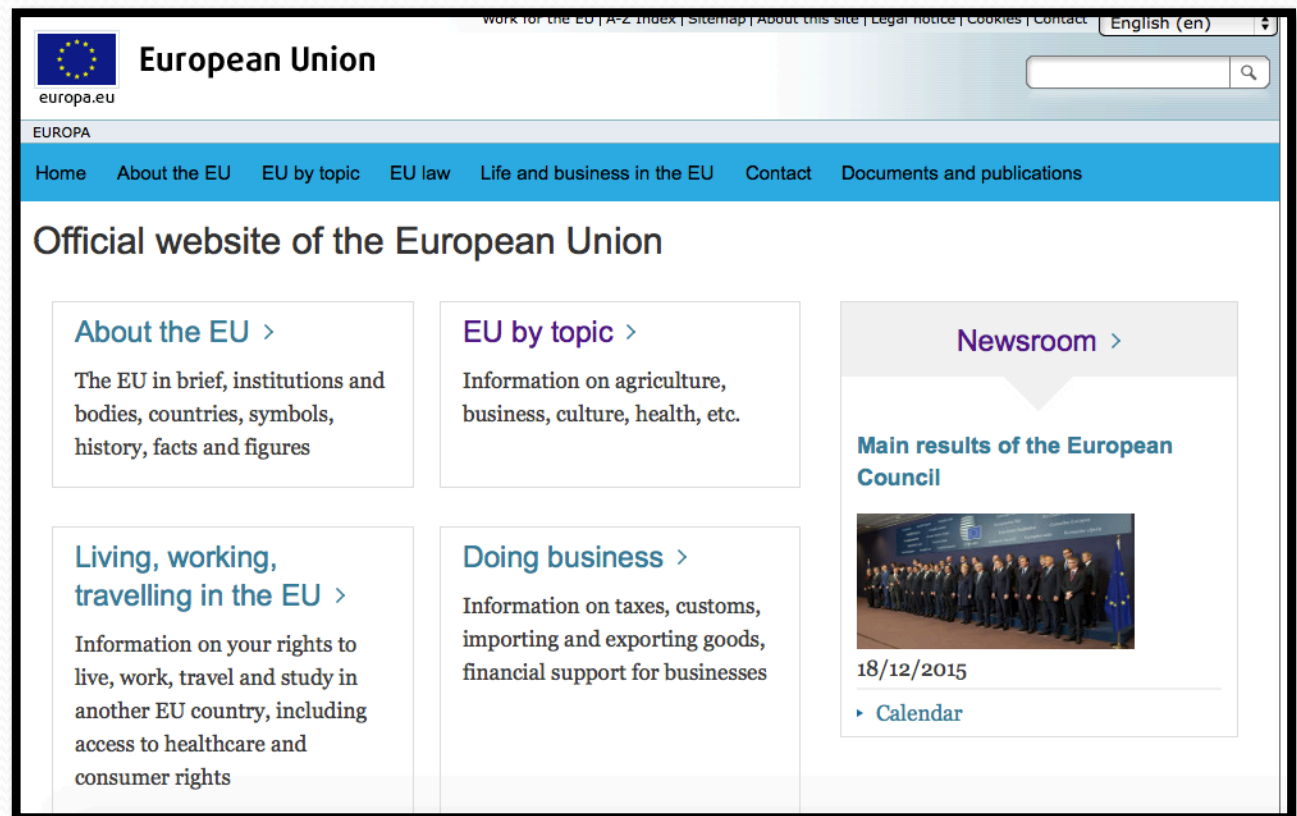 Work for the EU | A-Z Index | Sitemap | About this site | Legal notice | Cookies | Contact
English (en)
European Union
europa.eu
EUROPA
Home About the EU EU by topic EU law Life and business in the EU Contact Documents and publications
Official website of the European Union
About the EU >
The EU in brief, institutions and
bodies, countries, symbols,
history, facts and figures
EU by topic >
Information on agriculture,
business, culture, health, etc.
Living, working,
travelling in the EU >
Information on your rights to
live, work, travel and study in
another EU country, including
access to healthcare and
consumer rights
Doing business >
Information on taxes, customs,
importing and exporting goods,
financial support for businesses
Newsroom >
Main results of the European
Council
18/12/2015
Calendar